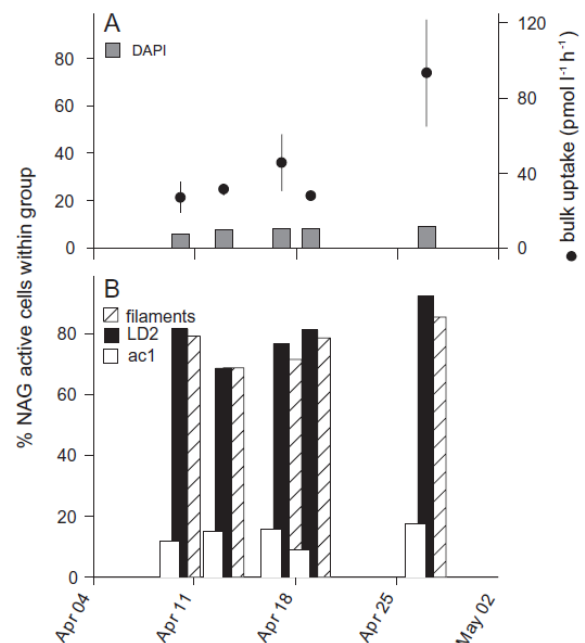 A
DAPI
80
60
40
20
0
120
80
40
0
bulk uptake (pmol l⁻¹ h⁻¹)
% NAG active cells within group
B
filaments
LD2
ac1
80
60
40
20
0
Apr 04
Apr 11
Apr 18
Apr 25
May 02